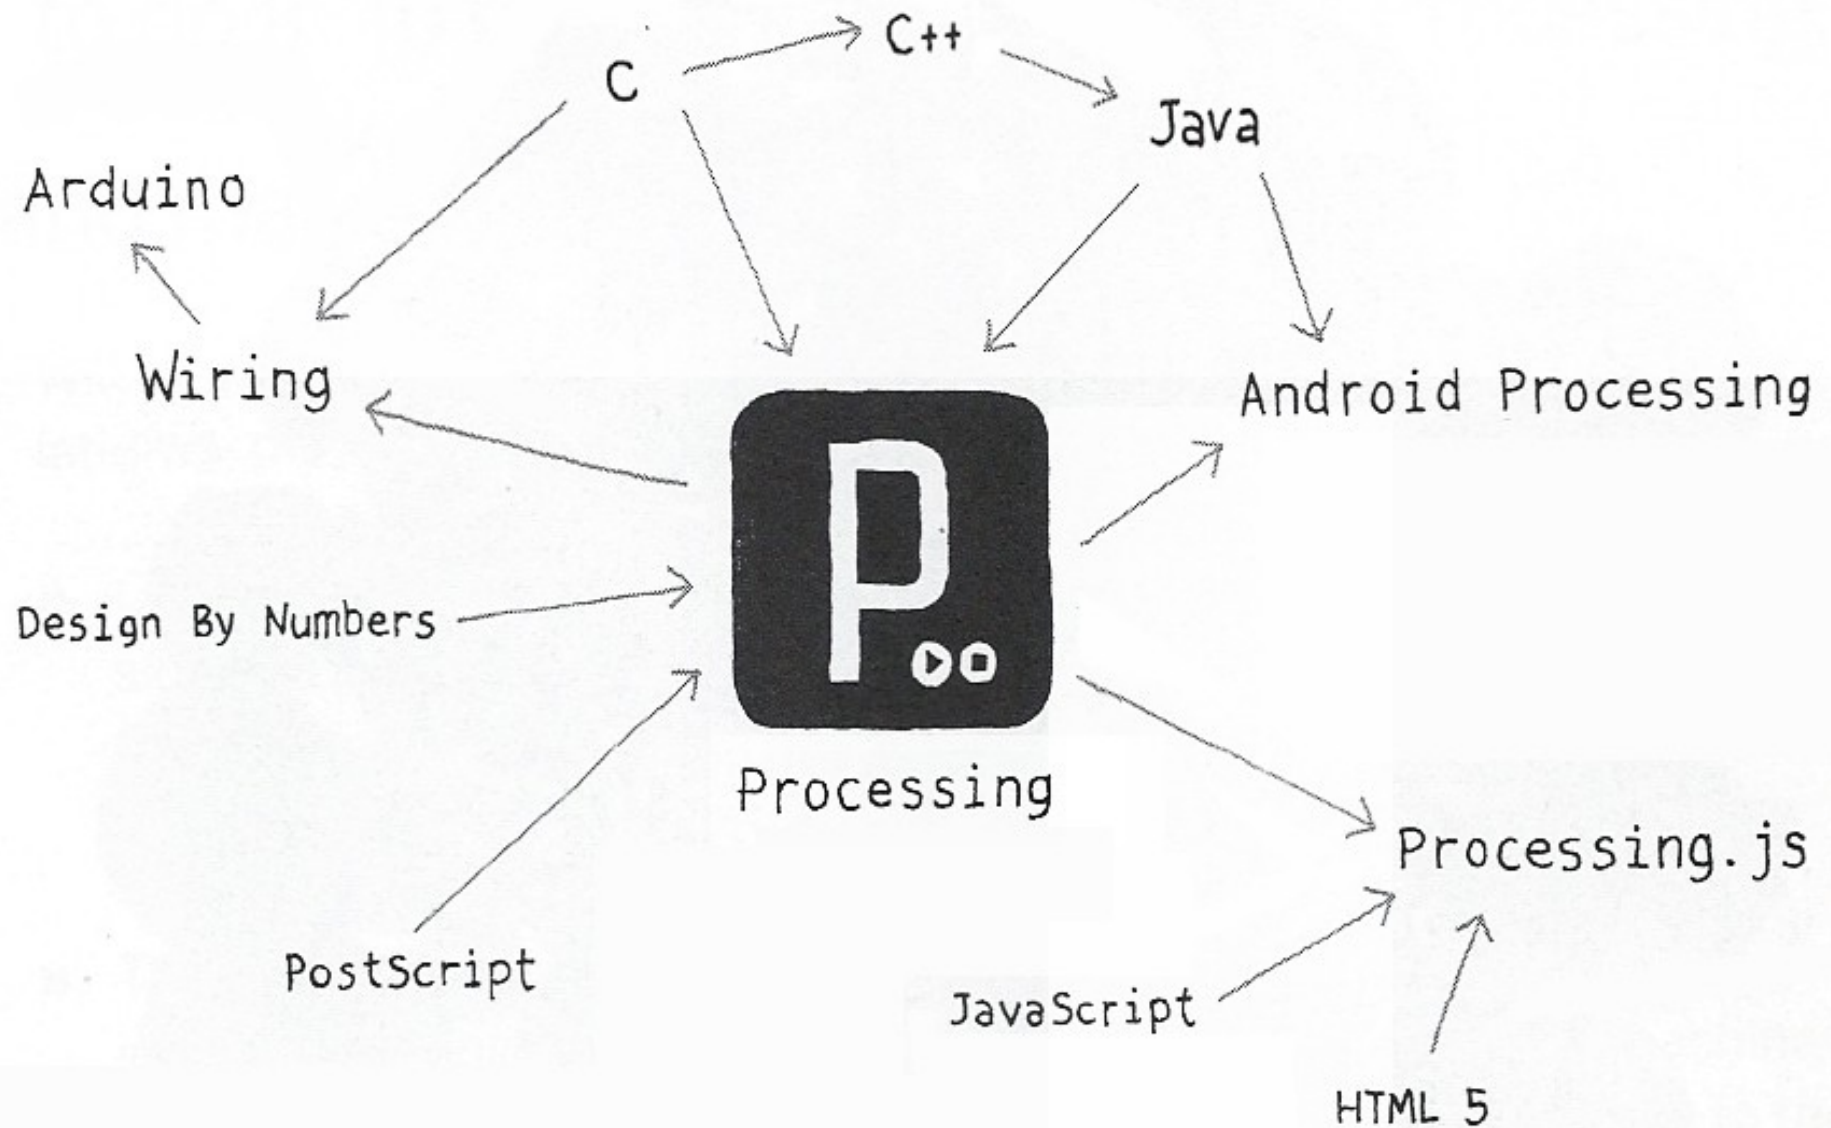 C++
C
Java
Arduino
Wiring
Android Processing
P
Design By Numbers
Processing
Processing.js
PostScript
JavaScript
HTML 5